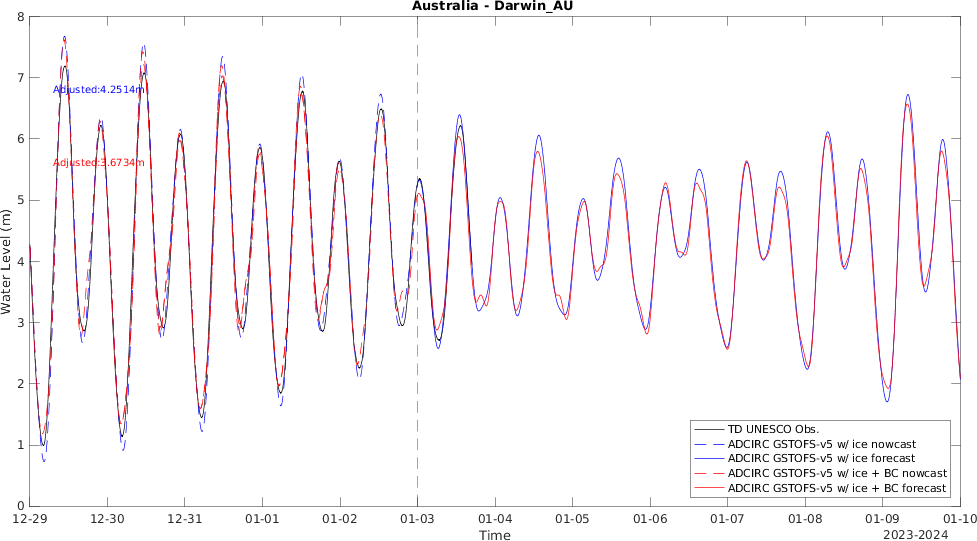 Australia - Darwin_AU
8
7
6
5
4
3
2
1
0
Water Level (m)
Adjusted:4.2514m
Adjusted:3.6734m
TD UNESCO Obs.
ADCIRC GSTOFS-v5 w/ ice nowcast
ADCIRC GSTOFS-v5 w/ ice forecast
ADCIRC GSTOFS-v5 w/ ice + BC nowcast
ADCIRC GSTOFS-v5 w/ ice + BC forecast
12-29 12-30 12-31 01-01 01-02 01-03 01-04 01-05 01-06 01-07 01-08 01-09 01-10
Time
2023-2024